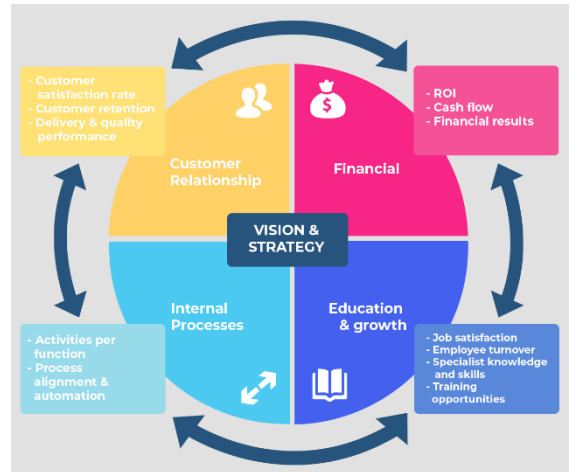 - Customer
satisfaction rate
- Customer retention
- Delivery & quality
performance
- ROI
- Cash flow
- Financial results
Customer
Relationship
Financial
VISION &
STRATEGY
Internal
Processes
Education
& growth
- Activities per
function
- Process
alignment &
automation
- Job satisfaction
- Employee turnover
- Specialist knowledge
and skills
- Training
opportunities